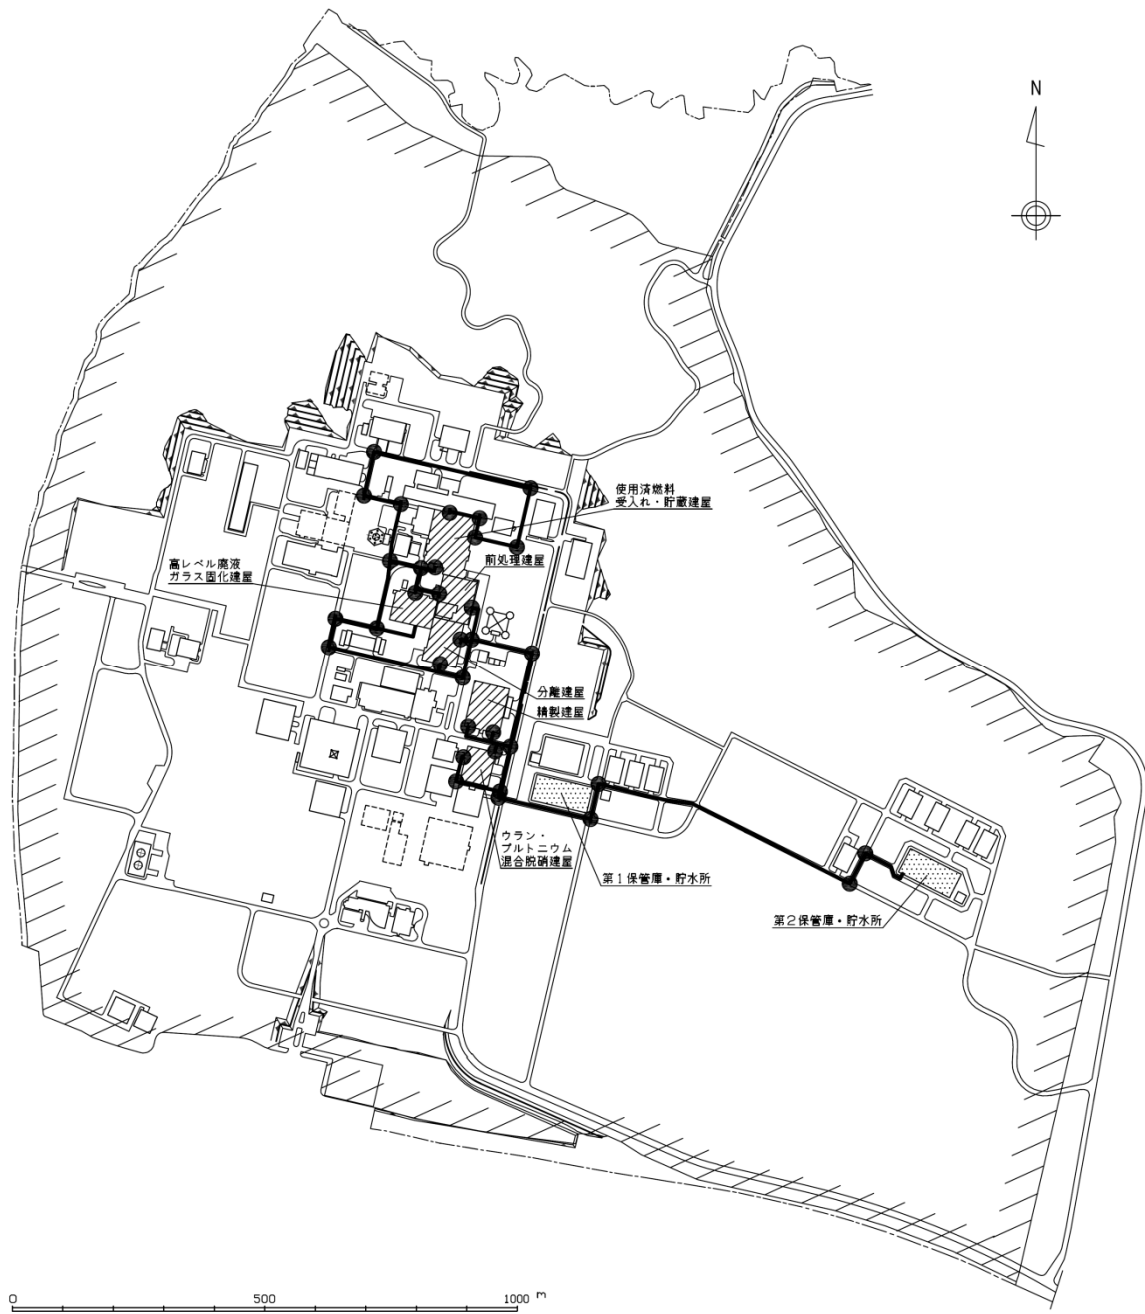 N
使用済燃料
受入れ・貯蔵建屋
前処理建屋
高レベル廃液
ガラス固化建屋
分離建屋
精製建屋
ウラン・
プルトニウム
混合脱硝建屋
第1保管庫・貯水所
第2保管庫・貯水所
0 500 1000 m